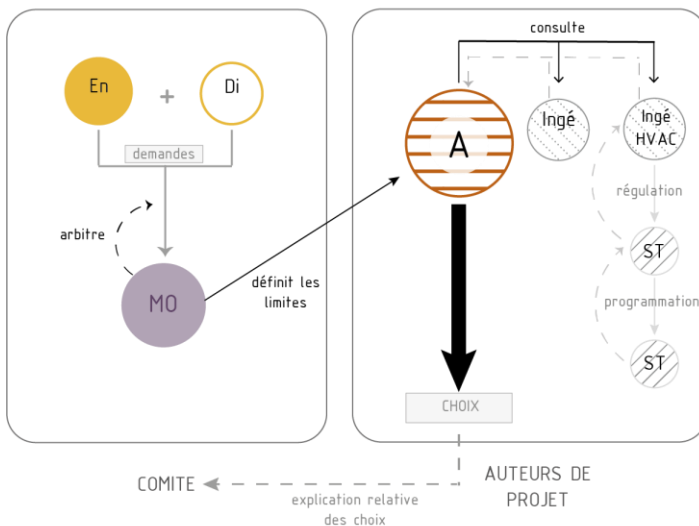 En
+
Di
demandes
arbitre
MO
définit les
limites
consulte
A
Ingé
Ingé
HVAC
régulation
ST
programmation
ST
CHOIX
COMITE
explication relative
des choix
AUTEURS DE
PROJET